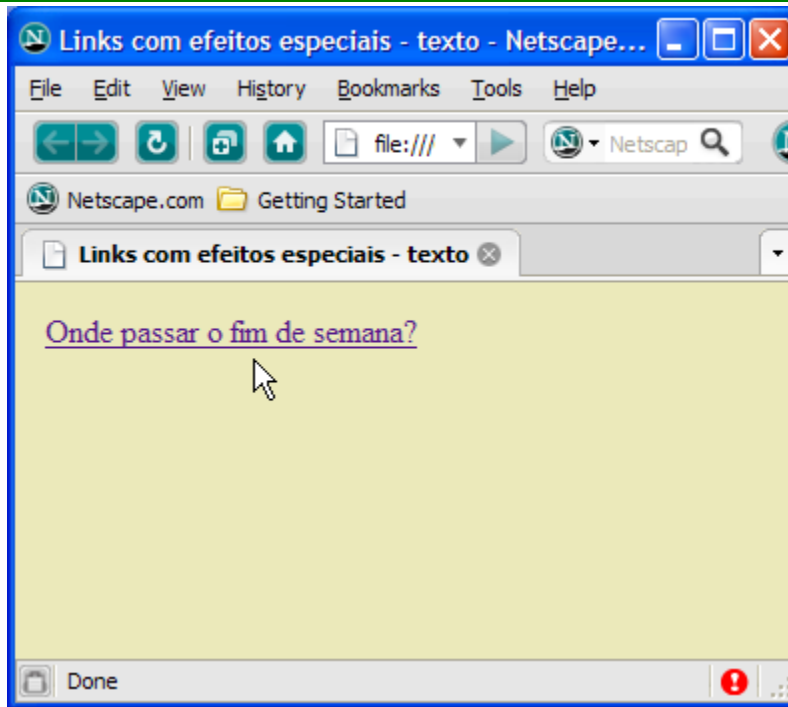 Links com efeitos especiais - texto - Netscape...
File Edit View History Bookmarks Tools Help
file:/// Netscap
Netscape.com Getting Started
Links com efeitos especiais - texto
Onde passar o fim de semana?
Done